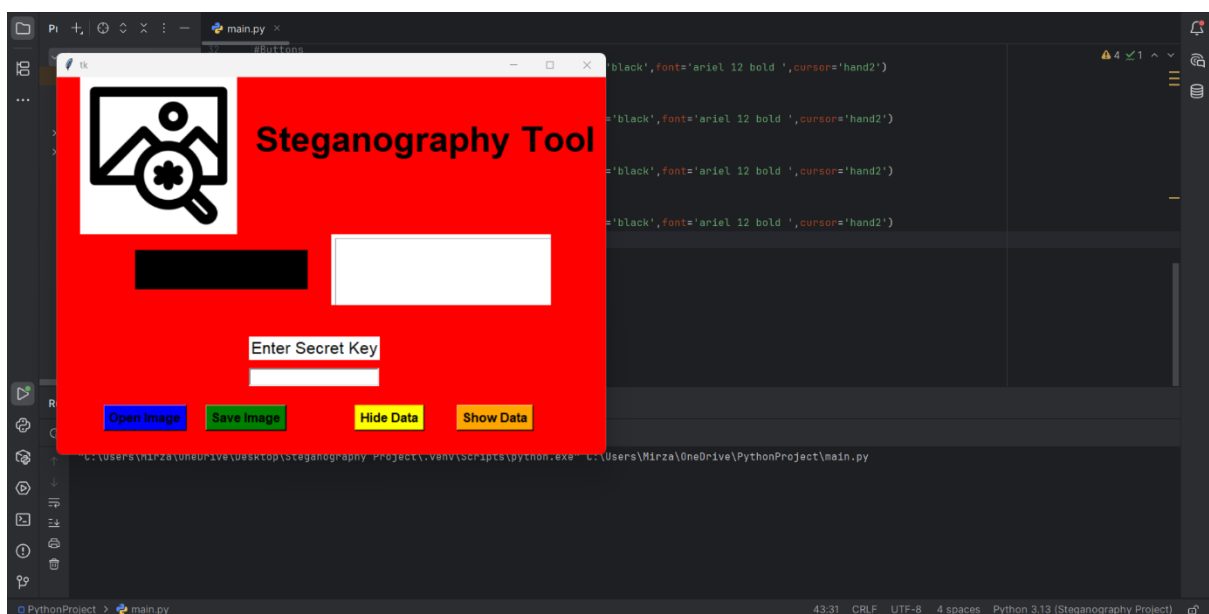 Pı
main.py
32 #Buttons
4 1
tk
='black',font='ariel 12 bold ',cursor='hand2')
='black',font='ariel 12 bold ',cursor='hand2')
='black',font='ariel 12 bold ',cursor='hand2')
='black',font='ariel 12 bold ',cursor='hand2')
Steganography Tool
Enter Secret Key
Open Image Save Image Hide Data Show Data
"C:\Users\Mirza\OneDrive\Desktop\Steganography Project\.venv\Scripts\python.exe" C:\Users\Mirza\OneDrive\PythonProject\main.py
PythonProject > main.py 43:31 CRLF UTF-8 4 spaces Python 3.13 (Steganography Project)